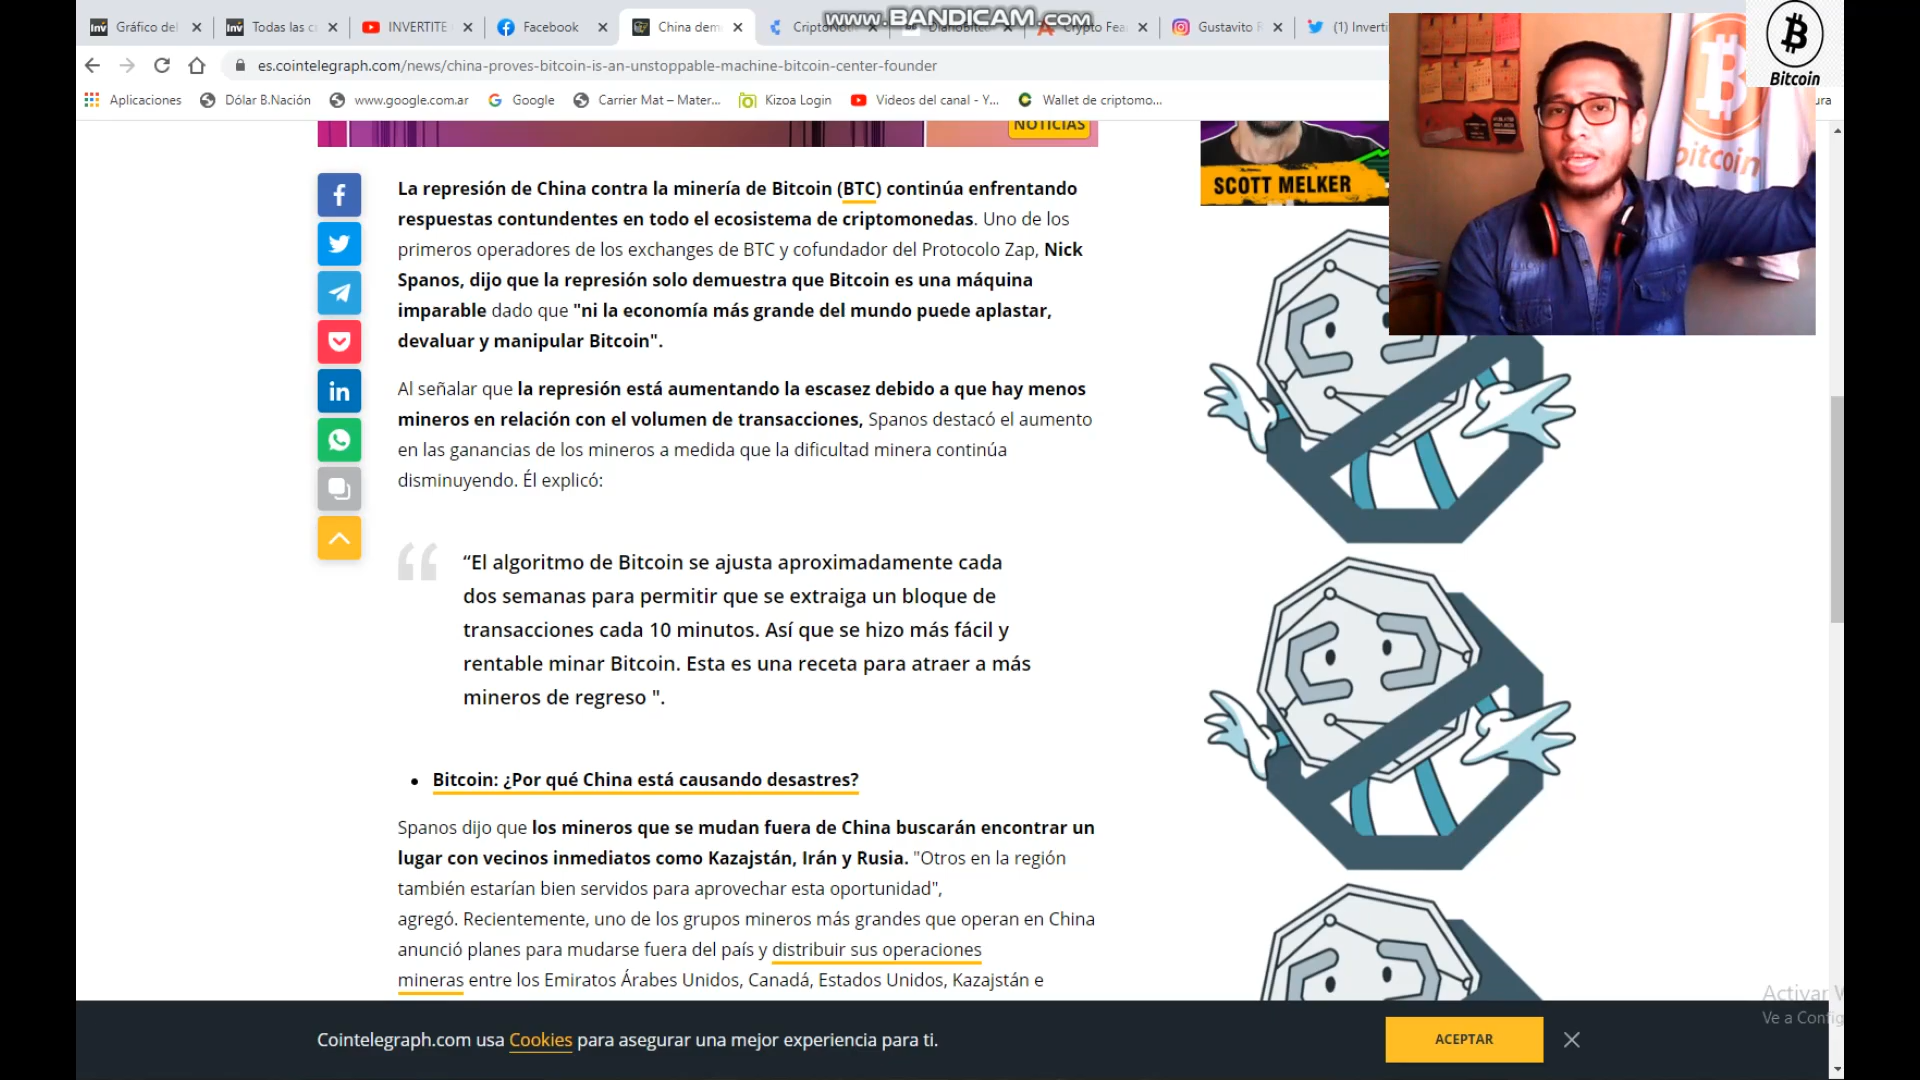 www.BANDICAM.com
Gráfico del
Todas las c
INVERTITE
Facebook
China dem
Crypto Fea
Gustavito
(1) Inverti
es.cointelegraph.com/news/china-proves-bitcoin-is-an-unstoppable-machine-bitcoin-center-founder
Aplicaciones
Dólar B.Nación
www.google.com.ar
Google
Carrier Mat – Mater...
Kizoa Login
Videos del canal - Y...
Wallet de criptomo...
ura
Bitcoin
bitcoin
NOTICIAS
SCOTT MELKER
La represión de China contra la minería de Bitcoin (BTC) continúa enfrentando
respuestas contundentes en todo el ecosistema de criptomonedas. Uno de los
primeros operadores de los exchanges de BTC y cofundador del Protocolo Zap, Nick
Spanos, dijo que la represión solo demuestra que Bitcoin es una máquina
imparable dado que "ni la economía más grande del mundo puede aplastar,
devaluar y manipular Bitcoin".
Al señalar que la represión está aumentando la escasez debido a que hay menos
mineros en relación con el volumen de transacciones, Spanos destacó el aumento
en las ganancias de los mineros a medida que la dificultad minera continúa
disminuyendo. Él explicó:
“El algoritmo de Bitcoin se ajusta aproximadamente cada
dos semanas para permitir que se extraiga un bloque de
transacciones cada 10 minutos. Así que se hizo más fácil y
rentable minar Bitcoin. Esta es una receta para atraer a más
mineros de regreso ".
Bitcoin: ¿Por qué China está causando desastres?
Spanos dijo que los mineros que se mudan fuera de China buscarán encontrar un
lugar con vecinos inmediatos como Kazajstán, Irán y Rusia. "Otros en la región
también estarían bien servidos para aprovechar esta oportunidad",
agregó. Recientemente, uno de los grupos mineros más grandes que operan en China
anunció planes para mudarse fuera del país y distribuir sus operaciones
mineras entre los Emiratos Árabes Unidos, Canadá, Estados Unidos, Kazajstán e
Activar
Ve a Config
Cointelegraph.com usa Cookies para asegurar una mejor experiencia para ti.
ACEPTAR